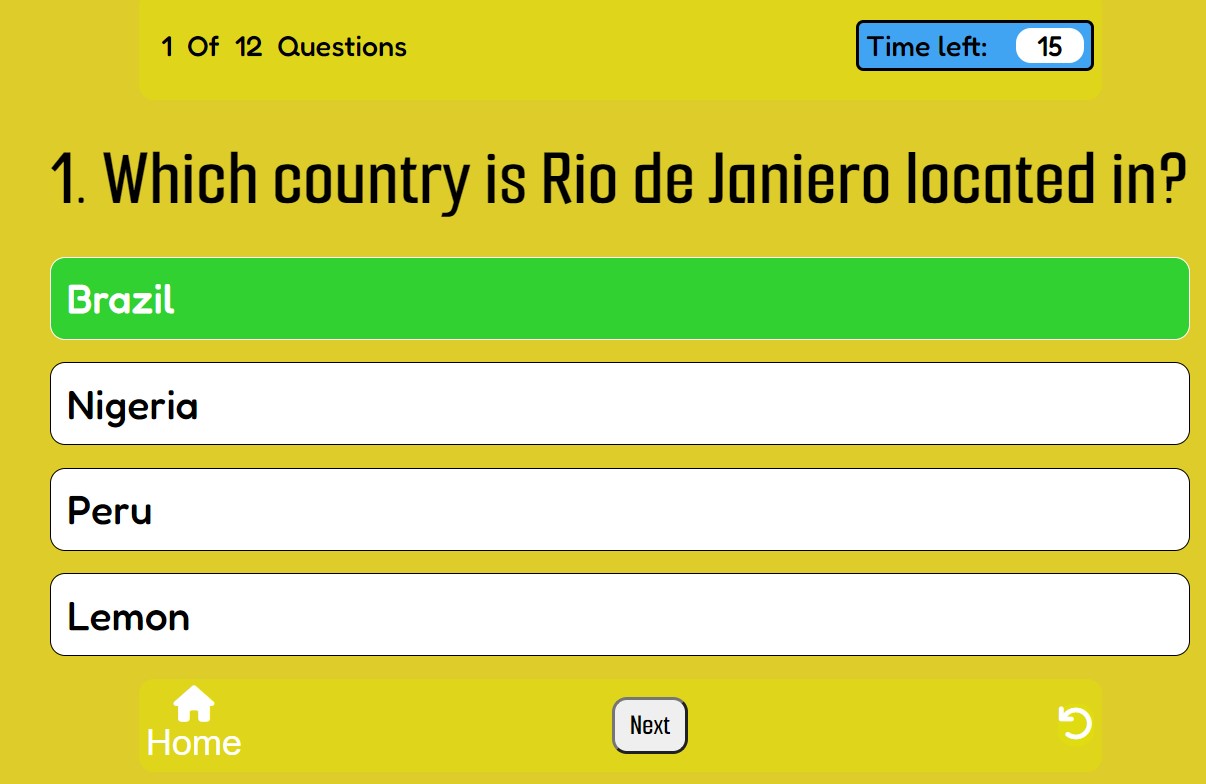 1 Of 12 Questions
Time left: 15
1. Which country is Rio de Janiero located in?
Brazil
Nigeria
Peru
Lemon
Home
Next